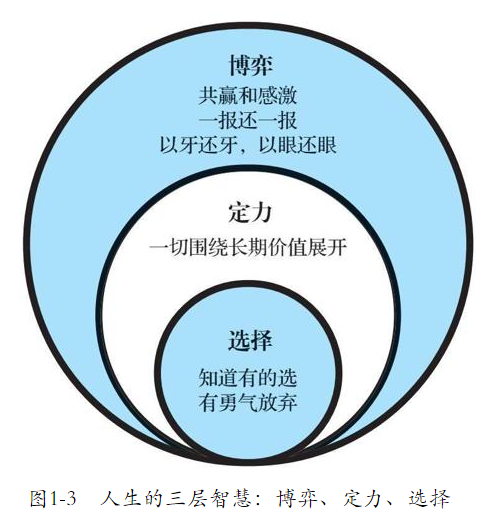 博弈
共赢和感激
一报还一报
以牙还牙，以眼还眼
定力
一切围绕长期价值展开
选择
知道有的选
有勇气放弃
图1-3 人生的三层智慧：博弈、定力、选择